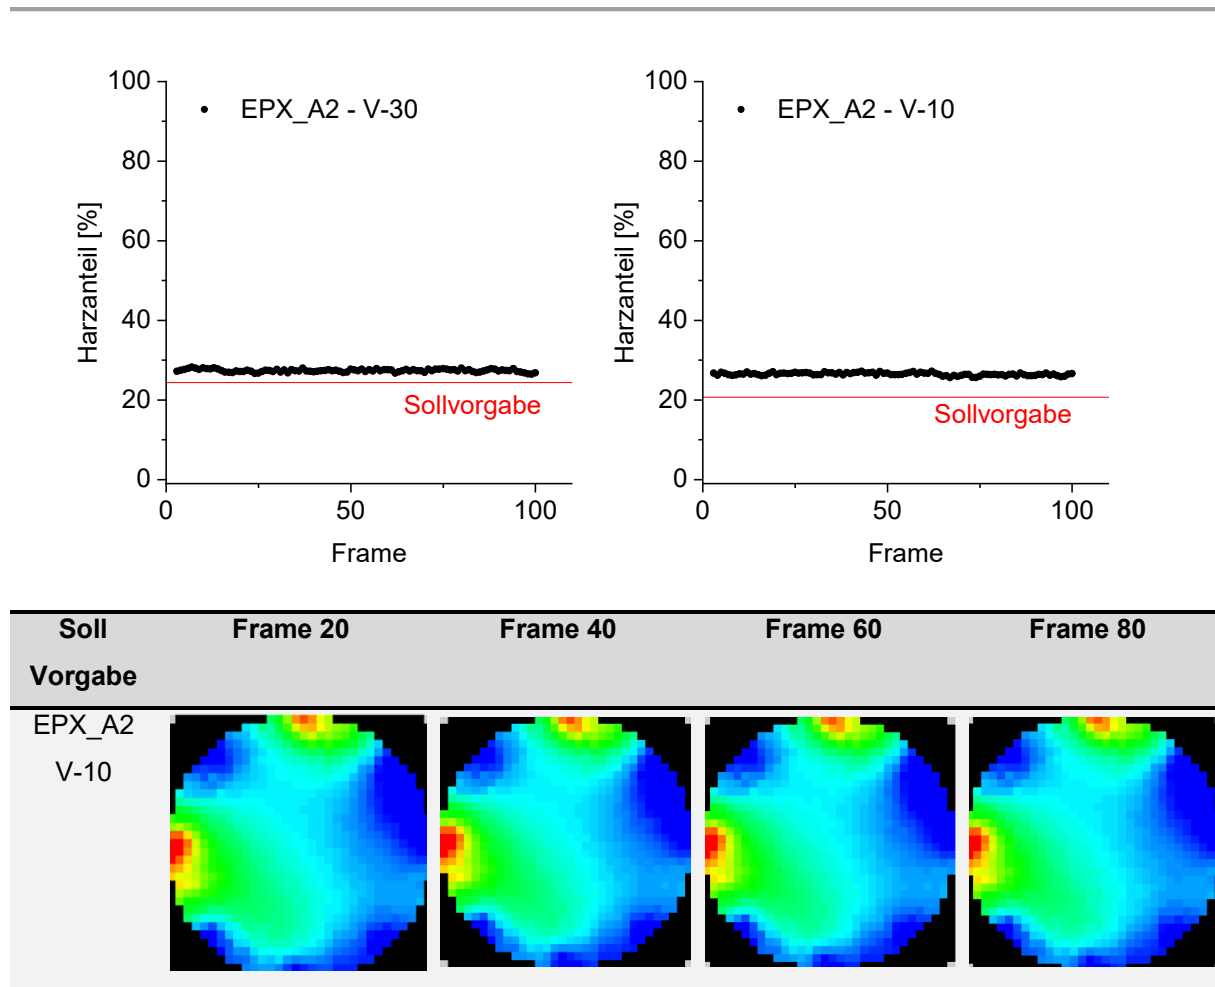 EPX_A2 - V-30
100
80
60
40
20
0
Harzanteil [%]
Sollvorgabe
0 50 100
Frame
EPX_A2 - V-10
100
80
60
40
20
0
Harzanteil [%]
Sollvorgabe
0 50 100
Frame
Soll Vorgabe Frame 20 Frame 40 Frame 60 Frame 80
EPX_A2
V-10